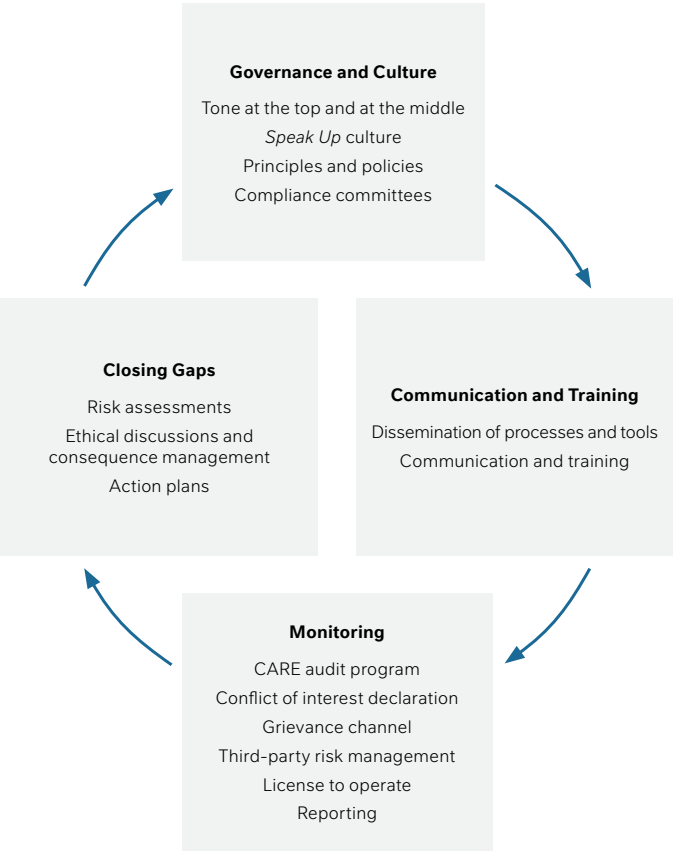 Governance and Culture
Tone at the top and at the middle
Speak Up culture
Principles and policies
Compliance committees
Closing Gaps
Risk assessments
Ethical discussions and
consequence management
Action plans
Communication and Training
Dissemination of processes and tools
Communication and training
Monitoring
CARE audit program
Conflict of interest declaration
Grievance channel
Third-party risk management
License to operate
Reporting